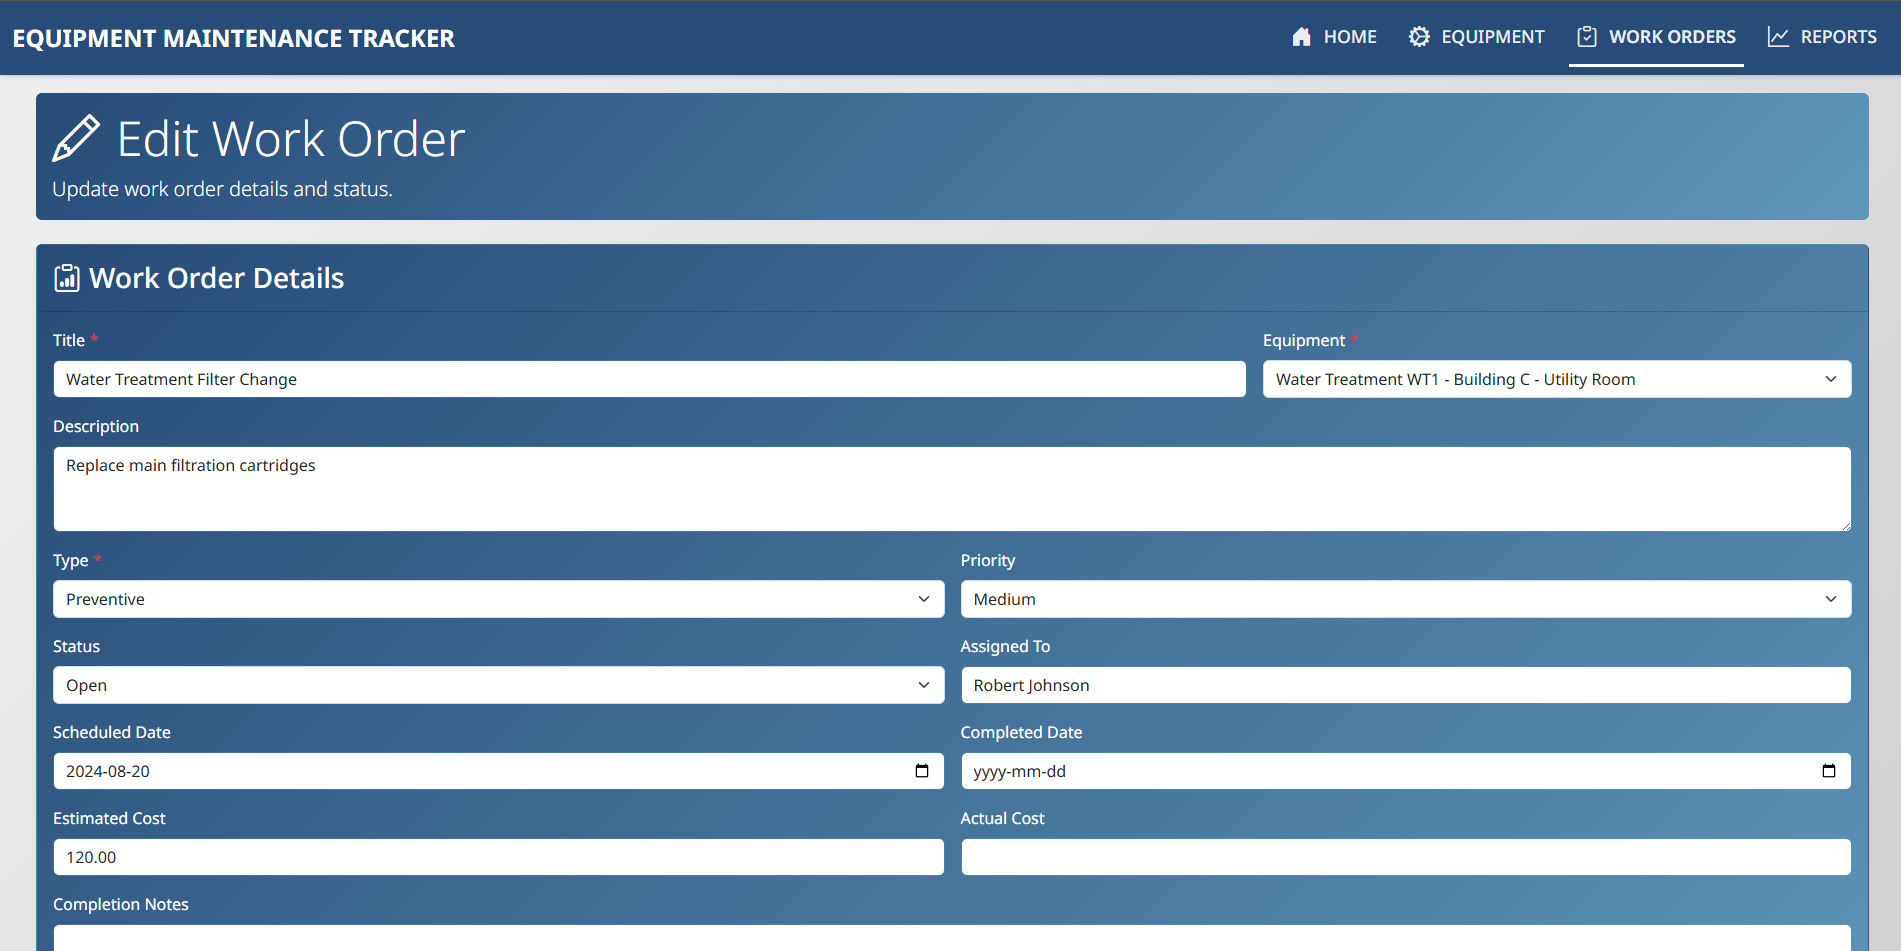 EQUIPMENT MAINTENANCE TRACKER
HOME
EQUIPMENT
WORK ORDERS
REPORTS
Edit Work Order
Update work order details and status.
Work Order Details
Title *
Equipment *
Water Treatment Filter Change
Water Treatment WT1 - Building C - Utility Room
Description
Replace main filtration cartridges
Type *
Priority
Preventive
Medium
Status
Assigned To
Open
Robert Johnson
Scheduled Date
Completed Date
2024-08-20
yyyy-mm-dd
Estimated Cost
Actual Cost
120.00
Completion Notes